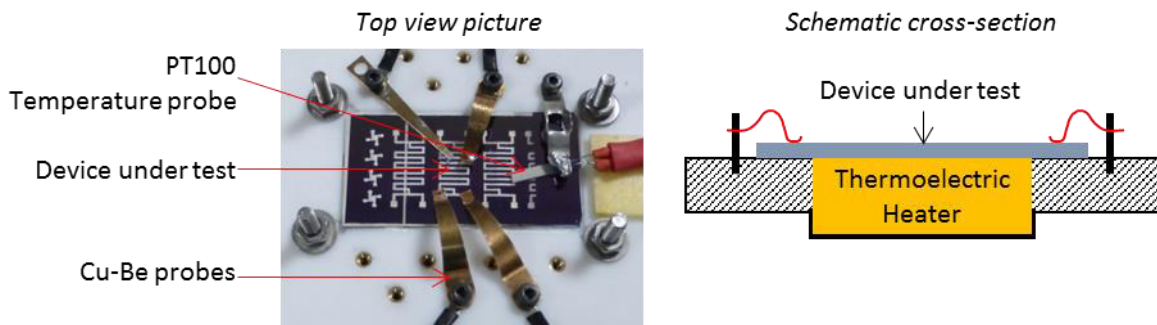 Top view picture
PT100
Temperature probe
Device under test
Cu-Be probes
Schematic cross-section
Device under test
Thermoelectric
Heater